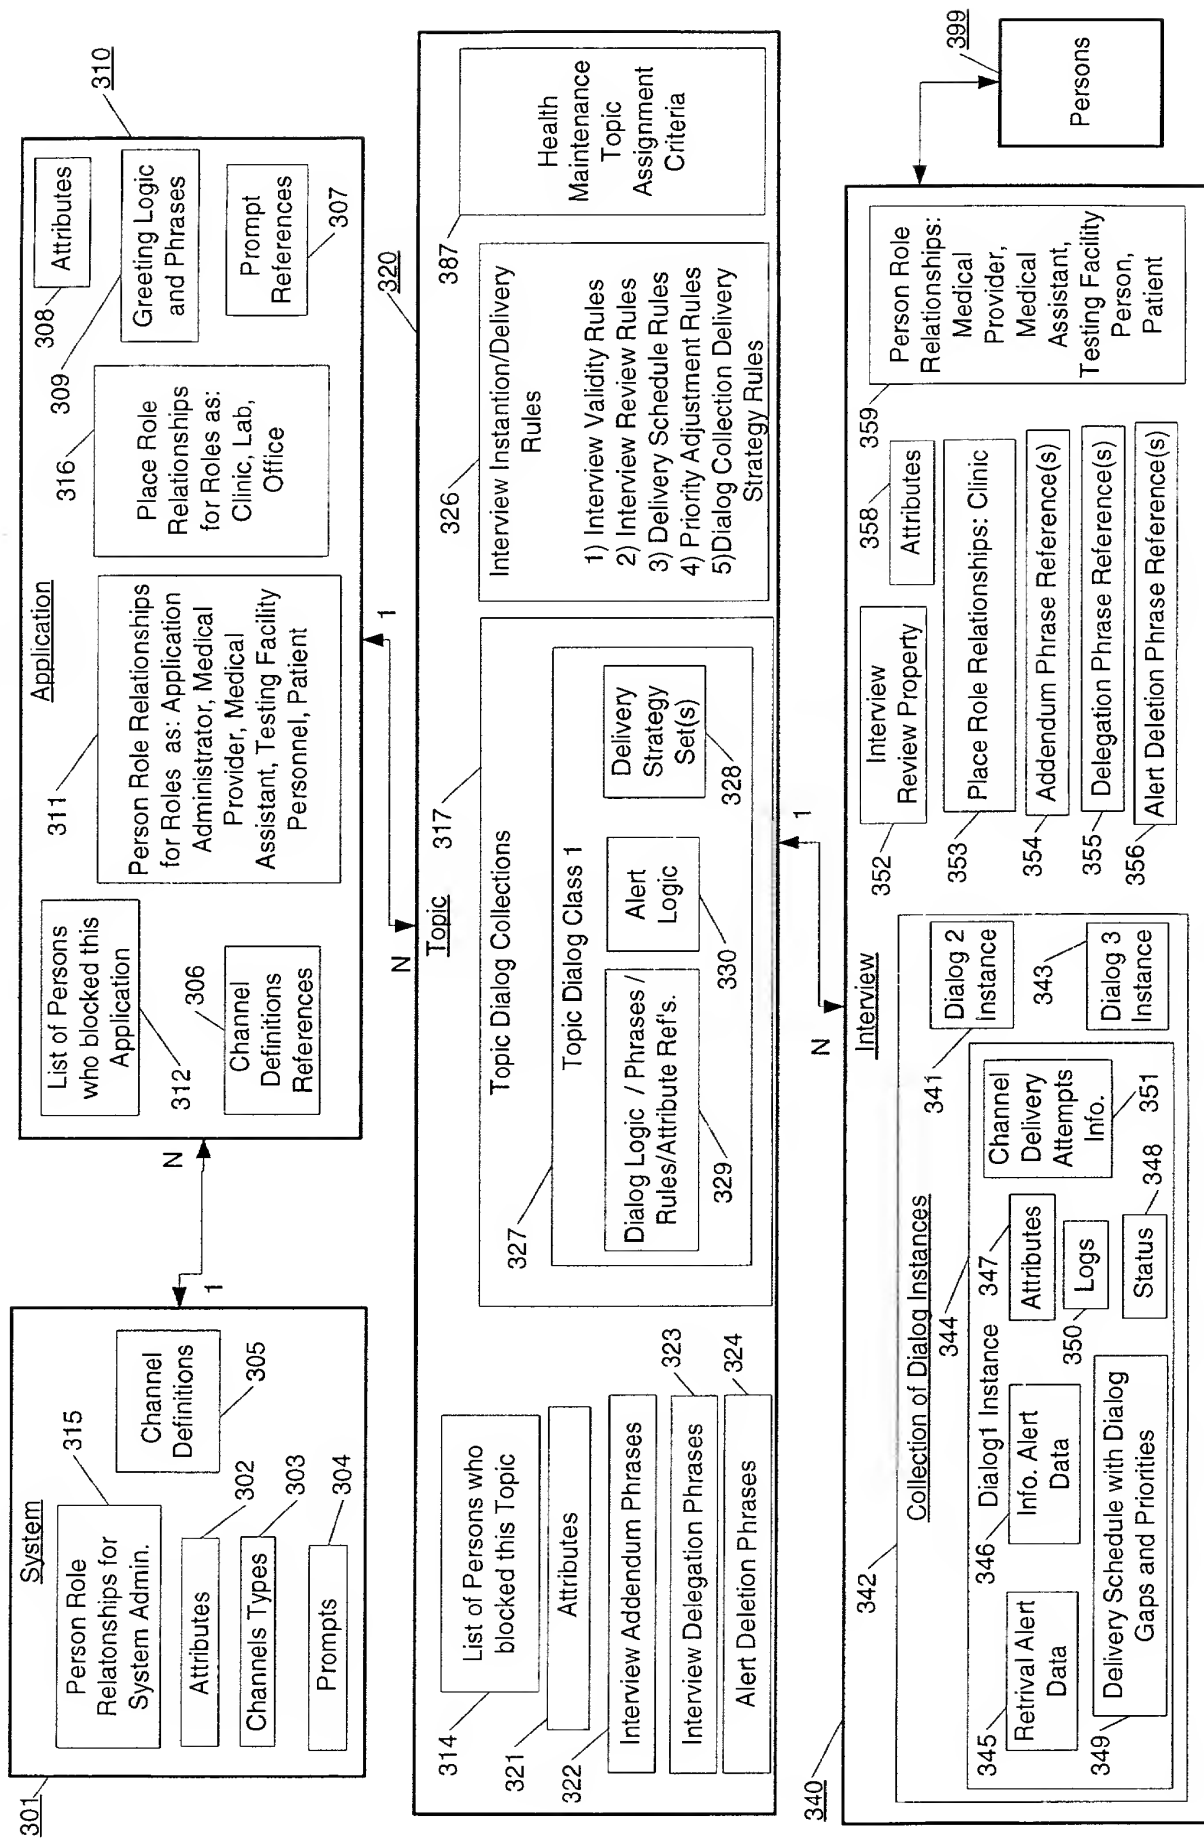 System
301
Person Role
Relatonships for
System Admin.
315
Attributes
302
Channels Types
303
Prompts
304
Channel
Definitions
305
1
N
Application
310
List of Persons
who blocked this
Application
312
306
Channel
Definitions
References
311
Person Role Relationships
for Roles as: Application
Administrator, Medical
Provider, Medical
Assistant, Testing Facility
Personnel, Patient
316
Place Role
Relationships
for Roles as:
Clinic, Lab,
Office
308
Attributes
309
Greeting Logic
and Phrases
Prompt
References
307
1
N
Topic
320
314
List of Persons who
blocked this Topic
321
Attributes
322
Interview Addendum Phrases
323
Interview Delegation Phrases
324
Alert Deletion Phrases
317
Topic Dialog Collections
327
Topic Dialog Class 1
Dialog Logic / Phrases /
Rules/Attribute Ref's.
329
Alert
Logic
330
Delivery
Strategy
Set(s)
328
326
Interview Instantion/Delivery
Rules
1) Interview Validity Rules
2) Interview Review Rules
3) Delivery Schedule Rules
4) Priority Adjustment Rules
5)Dialog Collection Delivery
Strategy Rules
387
Health
Maintenance
Topic
Assignment
Criteria
1
N
Interview
340
342
Collection of Dialog Instances
344
Dialog1 Instance
345
Retrival Alert
Data
346
Info. Alert
Data
347
Attributes
350
Logs
Status
348
349
Delivery Schedule with Dialog
Gaps and Priorities
Channel
Delivery
Attempts
Info.
351
341
Dialog 2
Instance
343
Dialog 3
Instance
352
Interview
Review Property
358
Attributes
353
Place Role Relationships: Clinic
354
Addendum Phrase Reference(s)
355
Delegation Phrase Reference(s)
356
Alert Deletion Phrase Reference(s)
359
Person Role
Relationships:
Medical
Provider,
Medical
Assistant,
Testing Facility
Person,
Patient
399
Persons